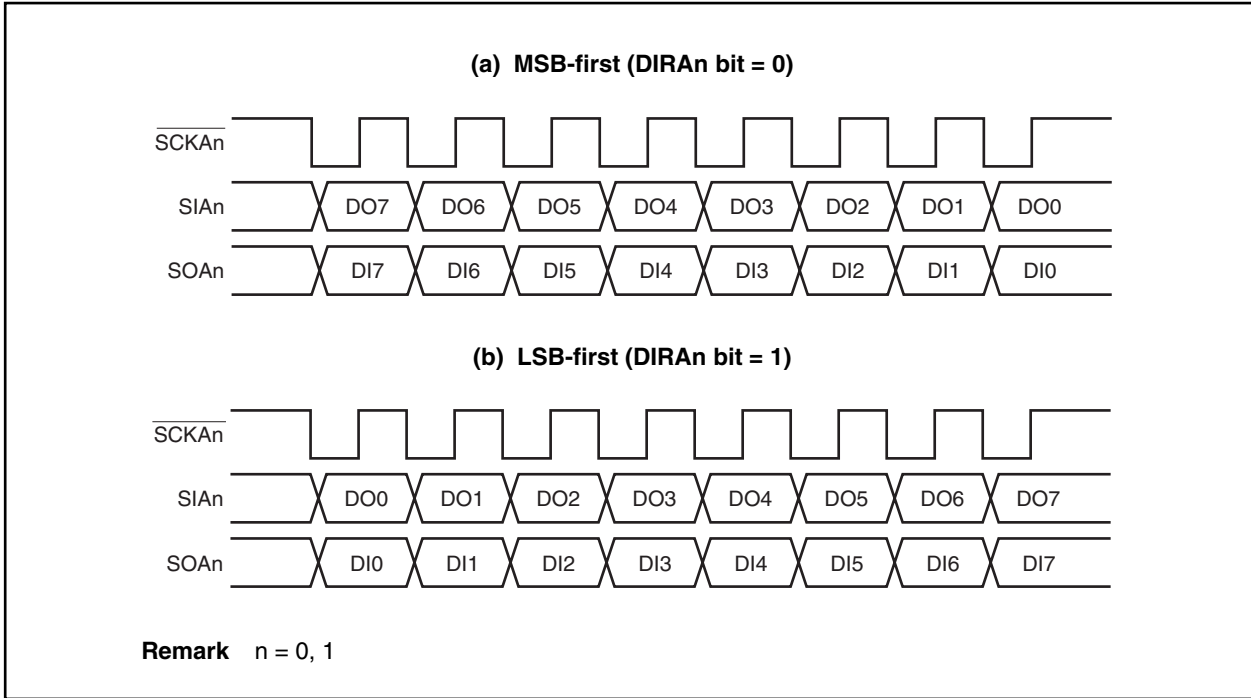 (a) MSB-first (DIRAn bit = 0)
SCKAn
SIAn DO7 DO6 DO5 DO4 DO3 DO2 DO1 DO0
SOAn DI7 DI6 DI5 DI4 DI3 DI2 DI1 DI0
(b) LSB-first (DIRAn bit = 1)
SCKAn
SIAn DO0 DO1 DO2 DO3 DO4 DO5 DO6 DO7
SOAn DI0 DI1 DI2 DI3 DI4 DI5 DI6 DI7
Remark n = 0, 1